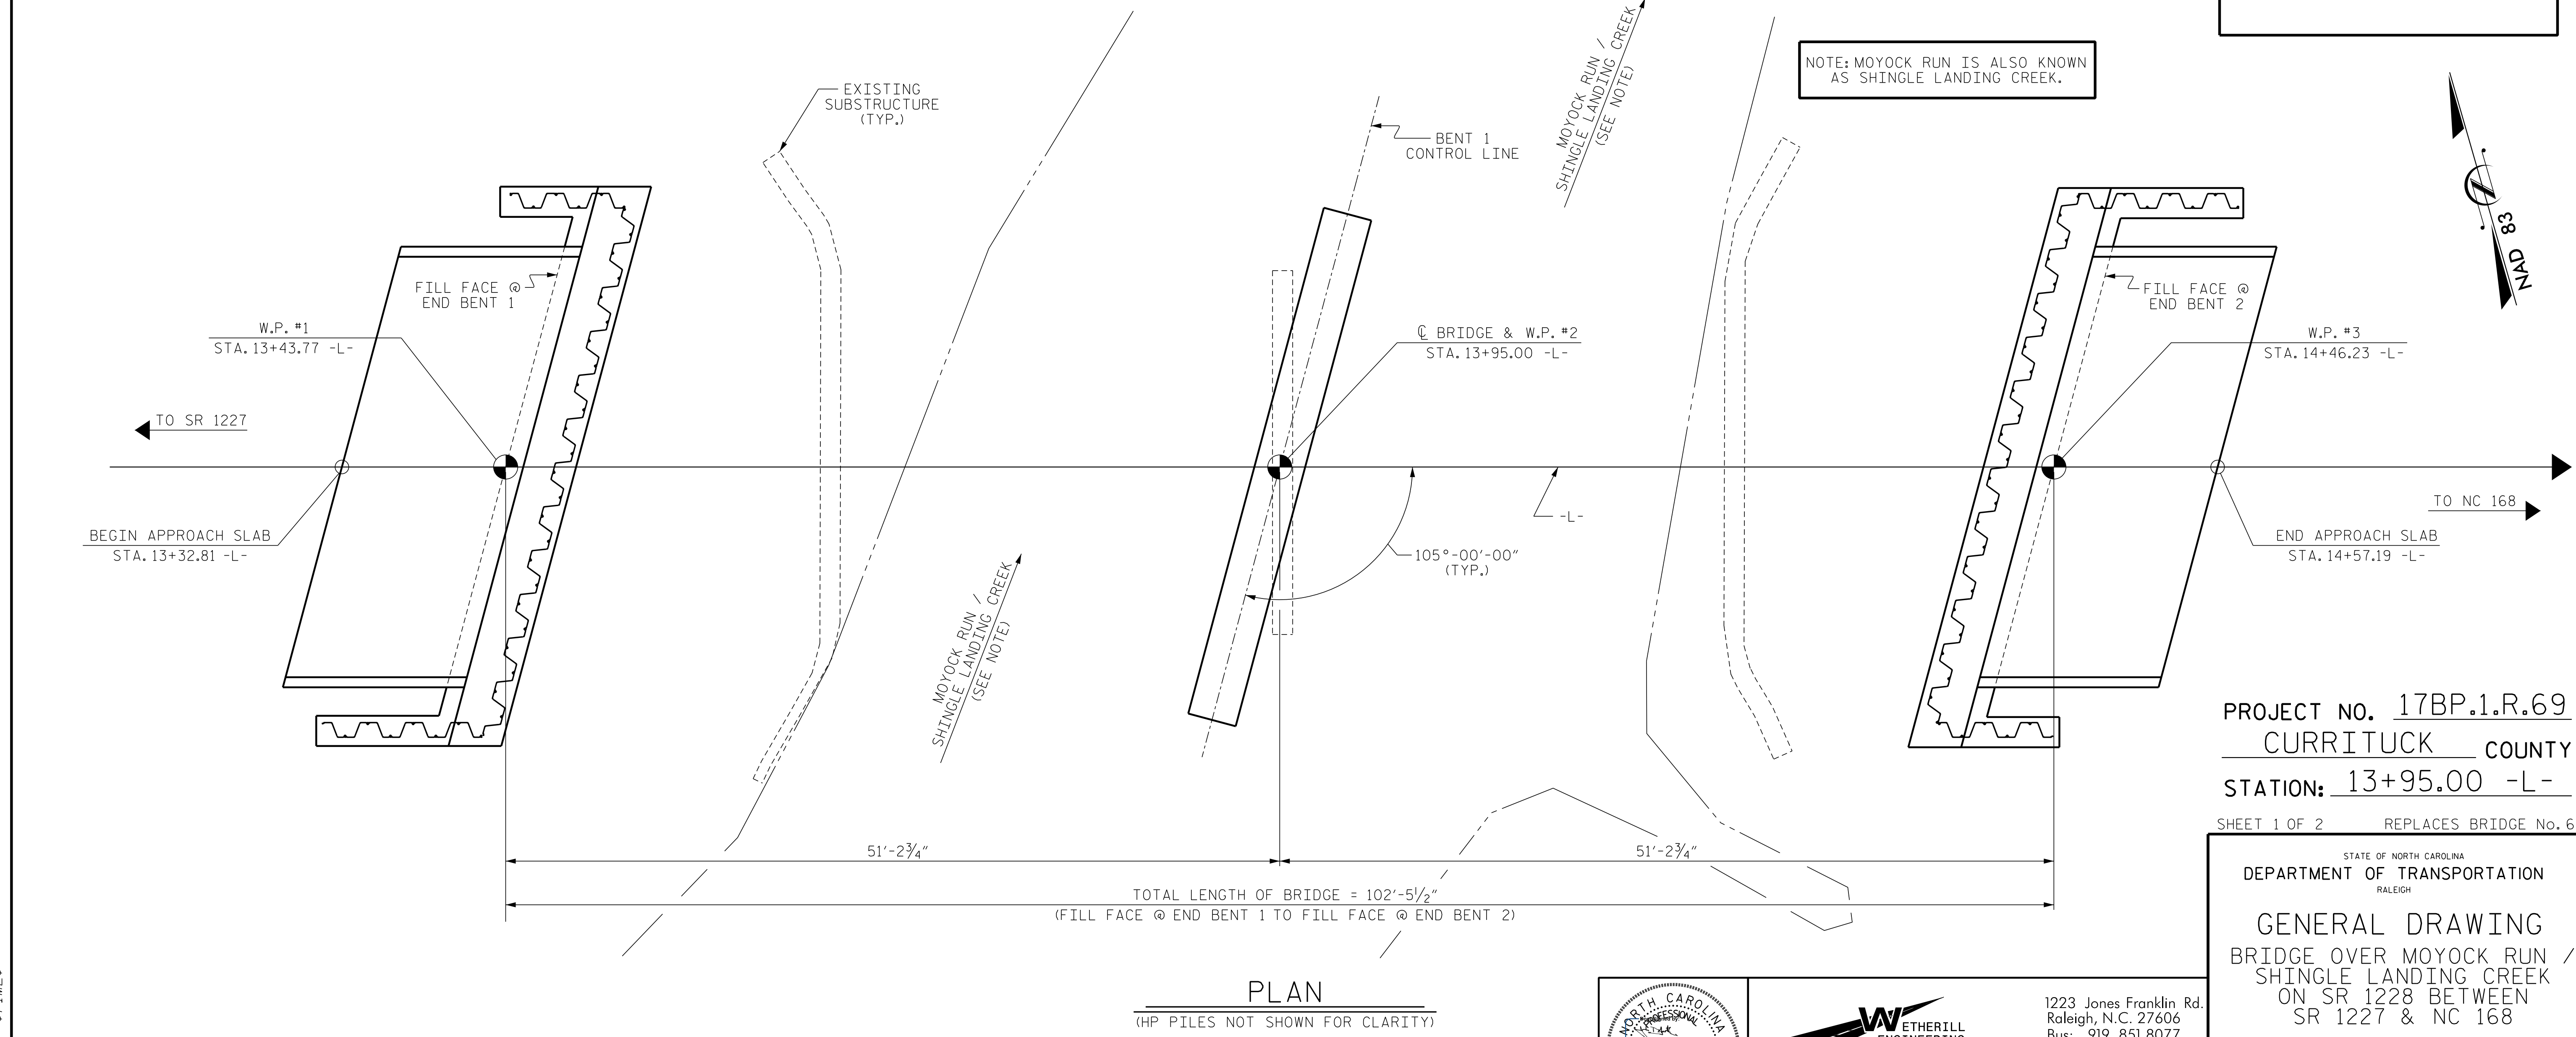 NOTE: MOYOCK RUN IS ALSO KNOWN
AS SHINGLE LANDING CREEK.
EXISTING
SUBSTRUCTURE
(TYP.)
BENT 1
CONTROL LINE
MOYOCK RUN /
SHINGLE LANDING CREEK
(SEE NOTE)
NAD 83
FILL FACE @
END BENT 1
FILL FACE @
END BENT 2
W.P. #1
STA. 13+43.77 -L-
℄ BRIDGE & W.P. #2
STA. 13+95.00 -L-
W.P. #3
STA. 14+46.23 -L-
TO SR 1227
TO NC 168
BEGIN APPROACH SLAB
STA. 13+32.81 -L-
-L-
105°-00'-00"
(TYP.)
END APPROACH SLAB
STA. 14+57.19 -L-
MOYOCK RUN /
SHINGLE LANDING CREEK
(SEE NOTE)
51'-2¾"
51'-2¾"
TOTAL LENGTH OF BRIDGE = 102'-5½"
(FILL FACE @ END BENT 1 TO FILL FACE @ END BENT 2)
PLAN
(HP PILES NOT SHOWN FOR CLARITY)
PROJECT NO. 17BP.1.R.69
CURRITUCK COUNTY
STATION: 13+95.00 -L-
SHEET 1 OF 2 REPLACES BRIDGE No. 6
STATE OF NORTH CAROLINA
DEPARTMENT OF TRANSPORTATION
RALEIGH
GENERAL DRAWING
BRIDGE OVER MOYOCK RUN /
SHINGLE LANDING CREEK
ON SR 1228 BETWEEN
SR 1227 & NC 168
NORTH CAROLINA
PROFESSIONAL
WETHERILL
ENGINEERING
1223 Jones Franklin Rd.
Raleigh, N.C. 27606
Bus: 919 851 8077